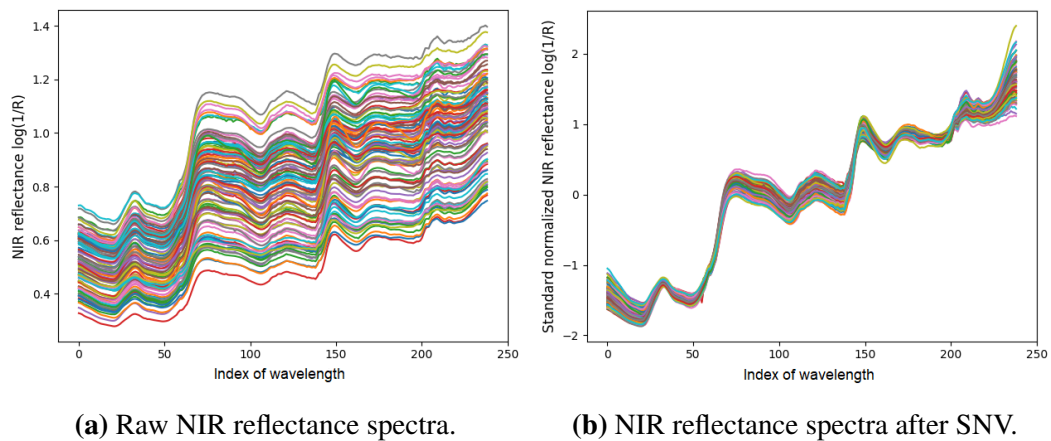 NIR reflectance log(1/R)
1.4
1.2
1.0
0.8
0.6
0.4
0 50 100 150 200 250
Index of wavelength
(a) Raw NIR reflectance spectra.
Standard normalized NIR reflectance log(1/R)
2
1
0
−1
−2
0 50 100 150 200 250
Index of wavelength
(b) NIR reflectance spectra after SNV.